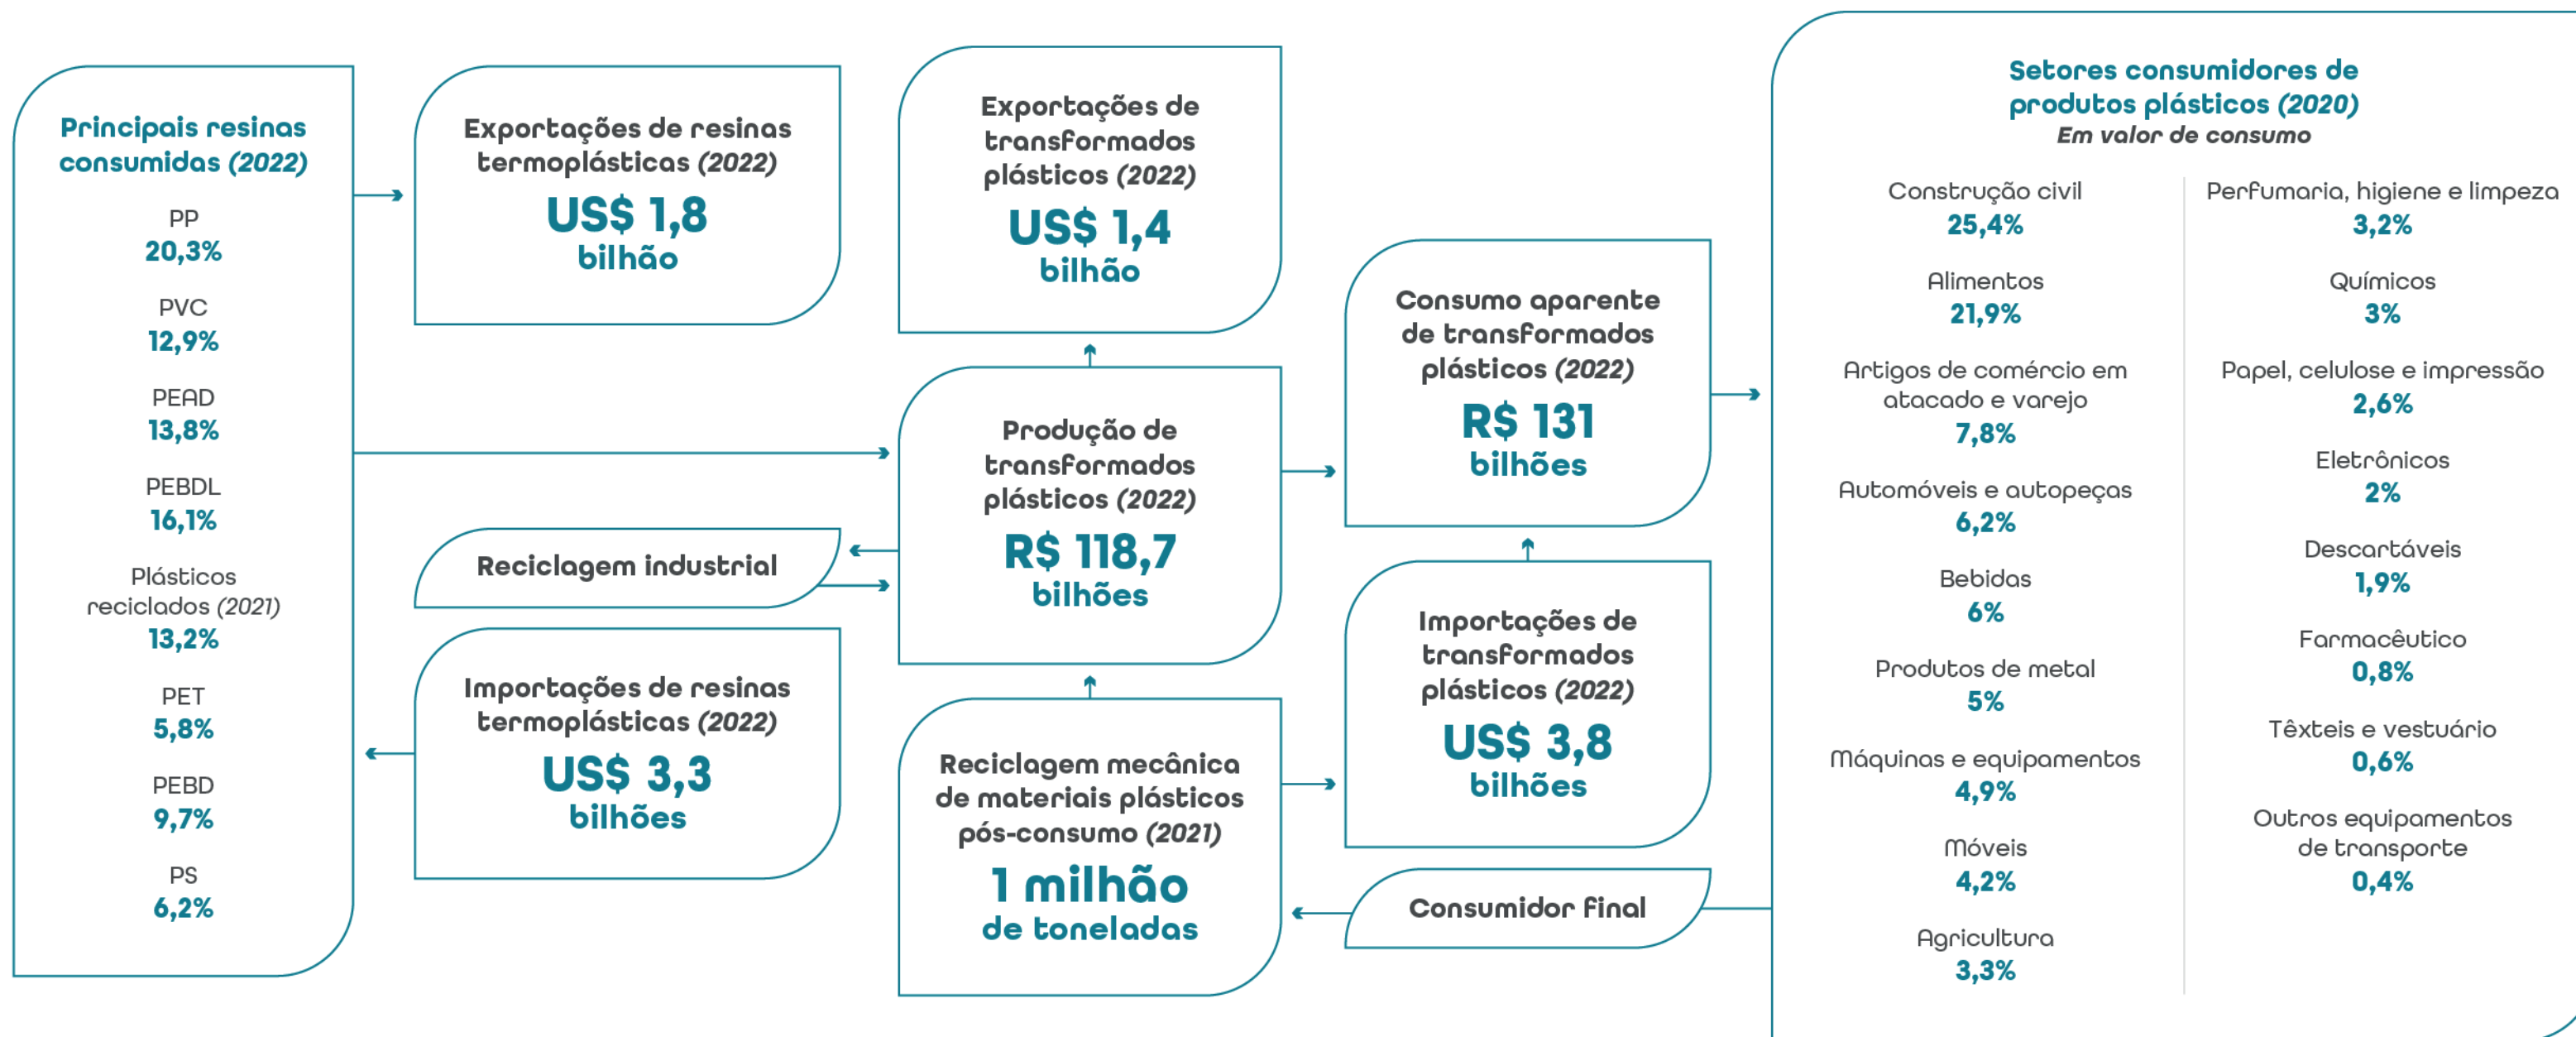 Principais resinas
consumidas (2022)
PP
20,3%
PVC
12,9%
PEAD
13,8%
PEBDL
16,1%
Plásticos
reciclados (2021)
13,2%
PET
5,8%
PEBD
9,7%
PS
6,2%
Exportações de resinas
termoplásticas (2022)
US$ 1,8
bilhão
Reciclagem industrial
Importações de resinas
termoplásticas (2022)
US$ 3,3
bilhões
Exportações de
transformados
plásticos (2022)
US$ 1,4
bilhão
Produção de
transformados
plásticos (2022)
R$ 118,7
bilhões
Reciclagem mecânica
de materiais plásticos
pós-consumo (2021)
1 milhão
de toneladas
Consumo aparente
de transformados
plásticos (2022)
R$ 131
bilhões
Importações de
transformados
plásticos (2022)
US$ 3,8
bilhões
Consumidor final
Setores consumidores de
produtos plásticos (2020)
Em valor de consumo
Construção civil
25,4%
Alimentos
21,9%
Artigos de comércio em
atacado e varejo
7,8%
Automóveis e autopeças
6,2%
Bebidas
6%
Produtos de metal
5%
Máquinas e equipamentos
4,9%
Móveis
4,2%
Agricultura
3,3%
Perfumaria, higiene e limpeza
3,2%
Químicos
3%
Papel, celulose e impressão
2,6%
Eletrônicos
2%
Descartáveis
1,9%
Farmacêutico
0,8%
Têxteis e vestuário
0,6%
Outros equipamentos
de transporte
0,4%